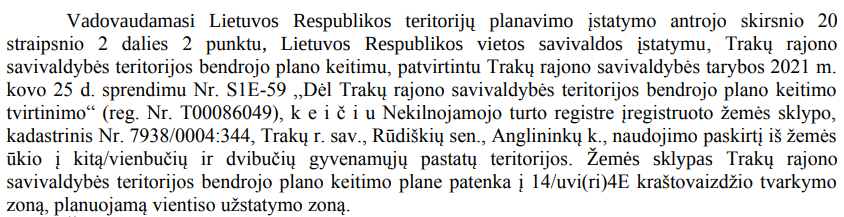 Vadovaudamasi Lietuvos Respublikos teritorijų planavimo įstatymo antrojo skirsnio 20
straipsnio 2 dalies 2 punktu, Lietuvos Respublikos vietos savivaldos įstatymu, Trakų rajono
savivaldybės teritorijos bendrojo plano keitimu, patvirtintu Trakų rajono savivaldybės tarybos 2021 m.
kovo 25 d. sprendimu Nr. S1E-59 ,,Dėl Trakų rajono savivaldybės teritorijos bendrojo plano keitimo
tvirtinimo“ (reg. Nr. T00086049), k e i č i u Nekilnojamojo turto registre įregistruoto žemės sklypo,
kadastrinis Nr. 7938/0004:344, Trakų r. sav., Rūdiškių sen., Anglininkų k., naudojimo paskirtį iš žemės
ūkio į kitą/vienbučių ir dvibučių gyvenamųjų pastatų teritorijos. Žemės sklypas Trakų rajono
savivaldybės teritorijos bendrojo plano keitimo plane patenka į 14/uvi(ri)4E kraštovaizdžio tvarkymo
zoną, planuojamą vientiso užstatymo zoną.